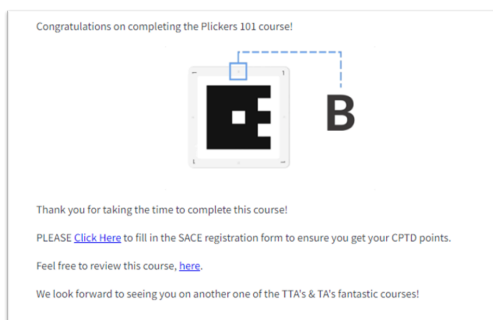 Congratulations on completing the Plickers 101 course!
B
Thank you for taking the time to complete this course!
PLEASE Click Here to fill in the SACE registration form to ensure you get your CPTD points.
Feel free to review this course, here.
We look forward to seeing you on another one of the TTA's & TA's fantastic courses!